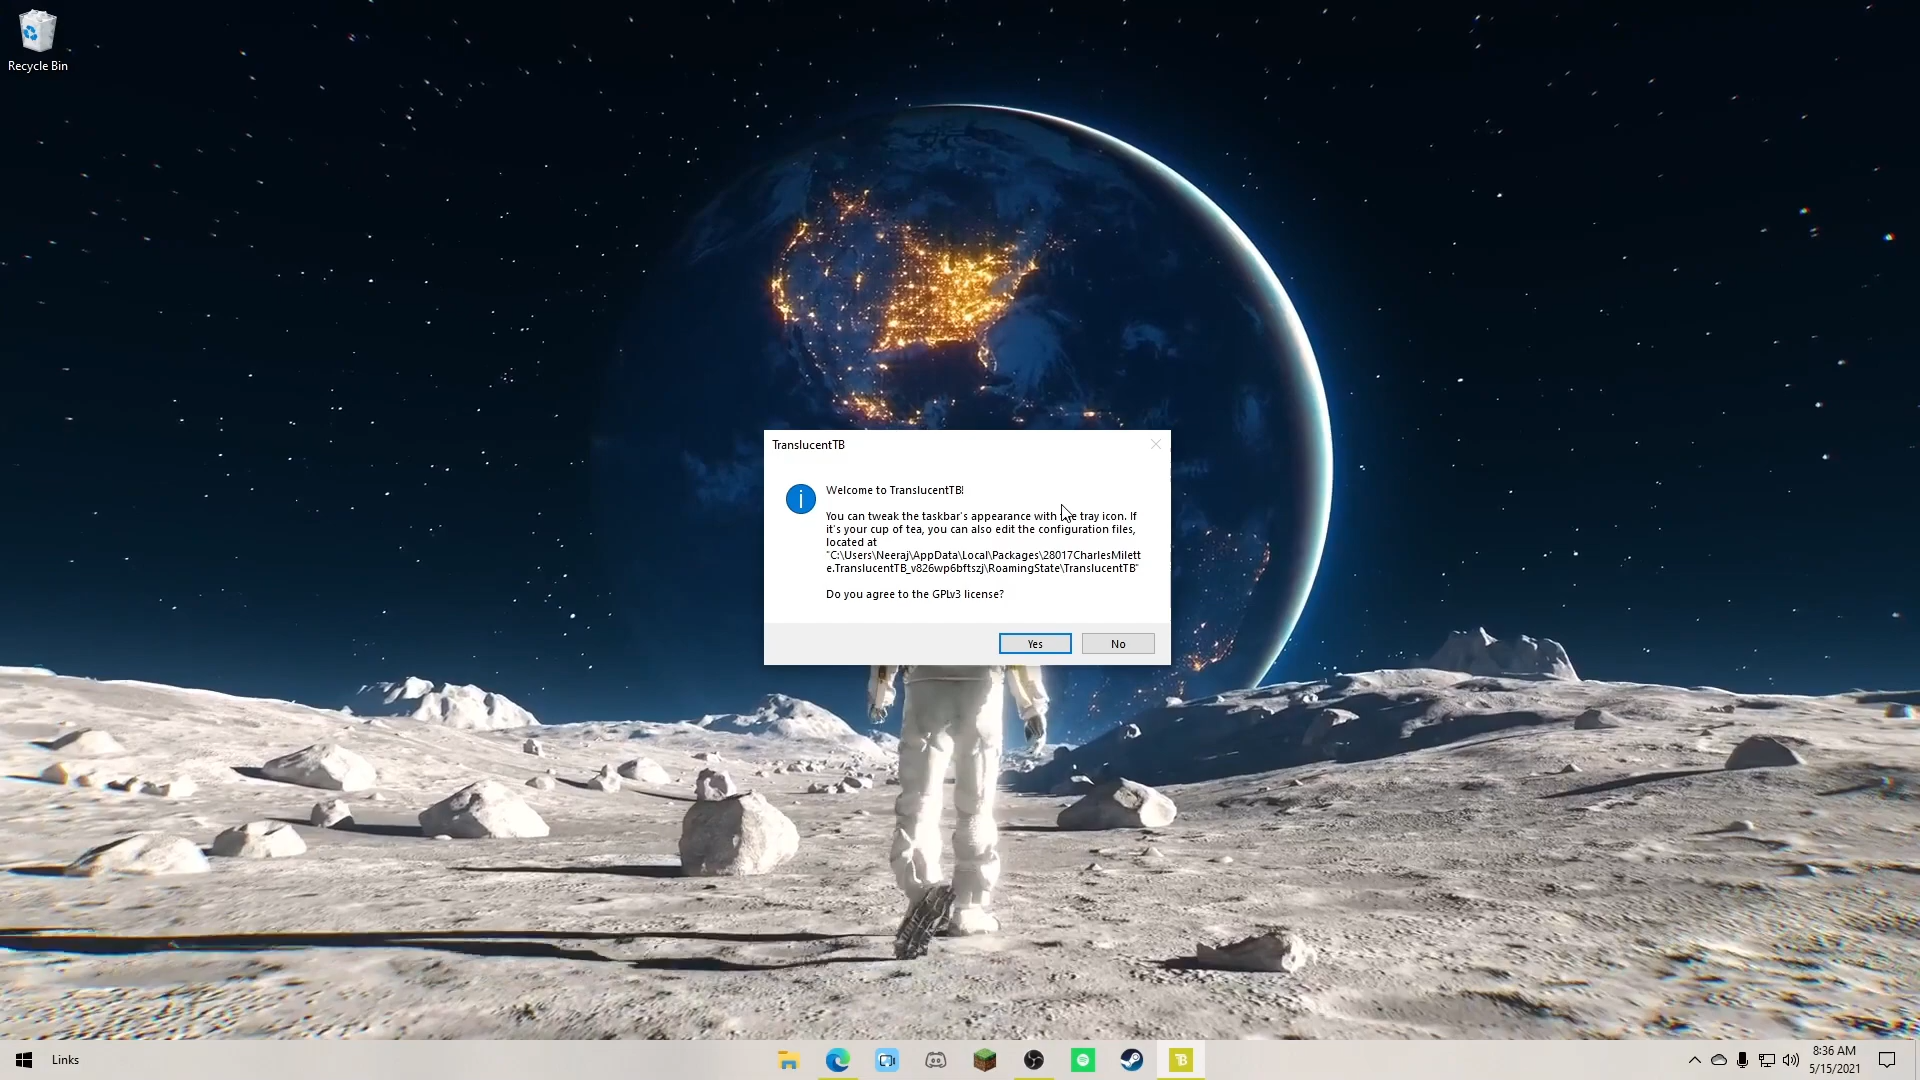 Recycle Bin
TranslucentTB
Welcome to TranslucentTB!
You can tweak the taskbar's appearance with tray icon. If
it's your cup of tea, you can also edit the configuration files,
located at
"C:\Users\Neeraj\AppData\Local\Packages\28017CharlesMilett
e.TranslucentTB_v826wp6bftszj\RoamingState\TranslucentTB"
Do you agree to the GPLv3 license?
Yes
No
Links
TB
8:36 AM
5/15/2021